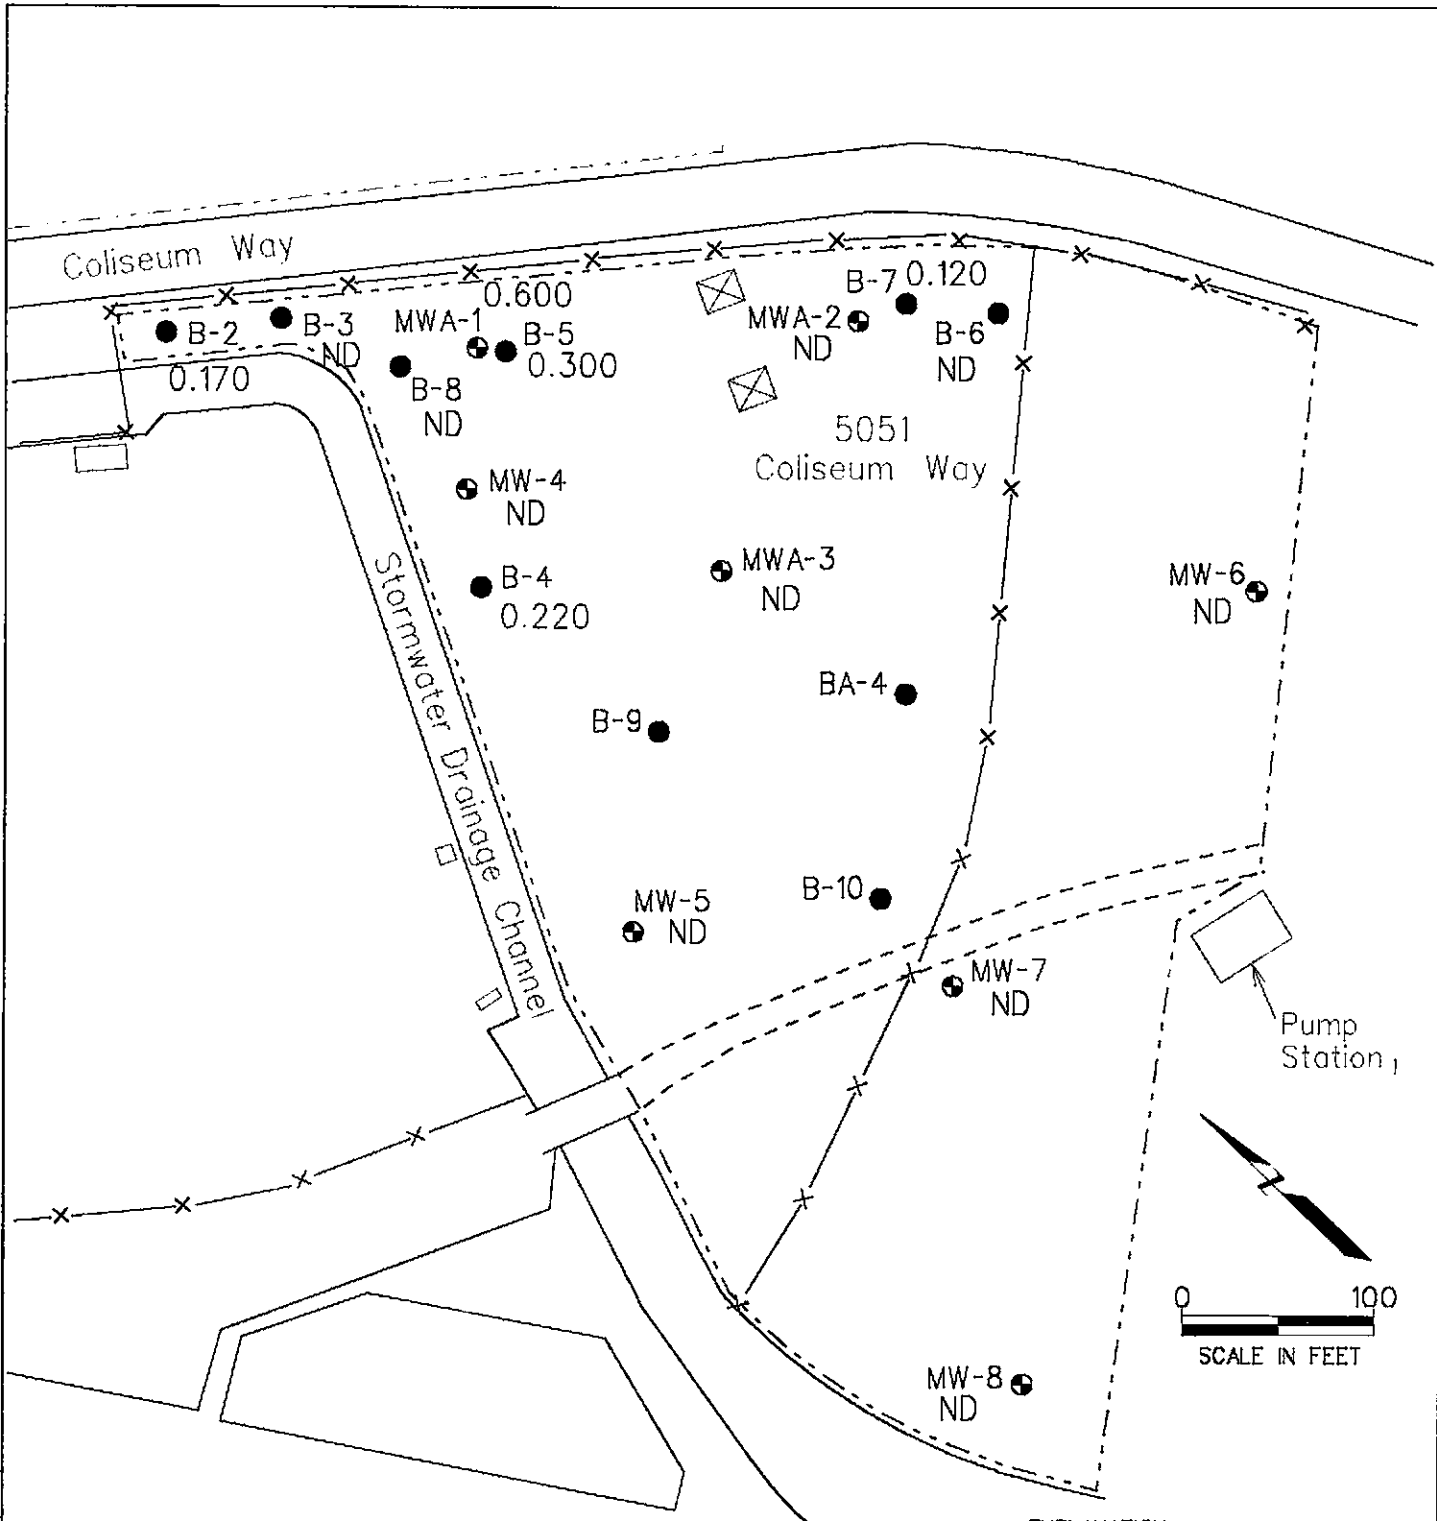 Coliseum Way
0.600
B-7 0.120
B-2
B-3
ND
MWA-1
B-5
0.300
MWA-2
ND
B-6
ND
0.170
B-8
ND
5051
Coliseum Way
MW-4
ND
MWA-3
ND
B-4
0.220
MW-6
ND
Stormwater Drainage Channel
BA-4
B-9
B-10
MW-5
ND
MW-7
ND
Pump
Station
0 100
SCALE IN FEET
MW-8
ND